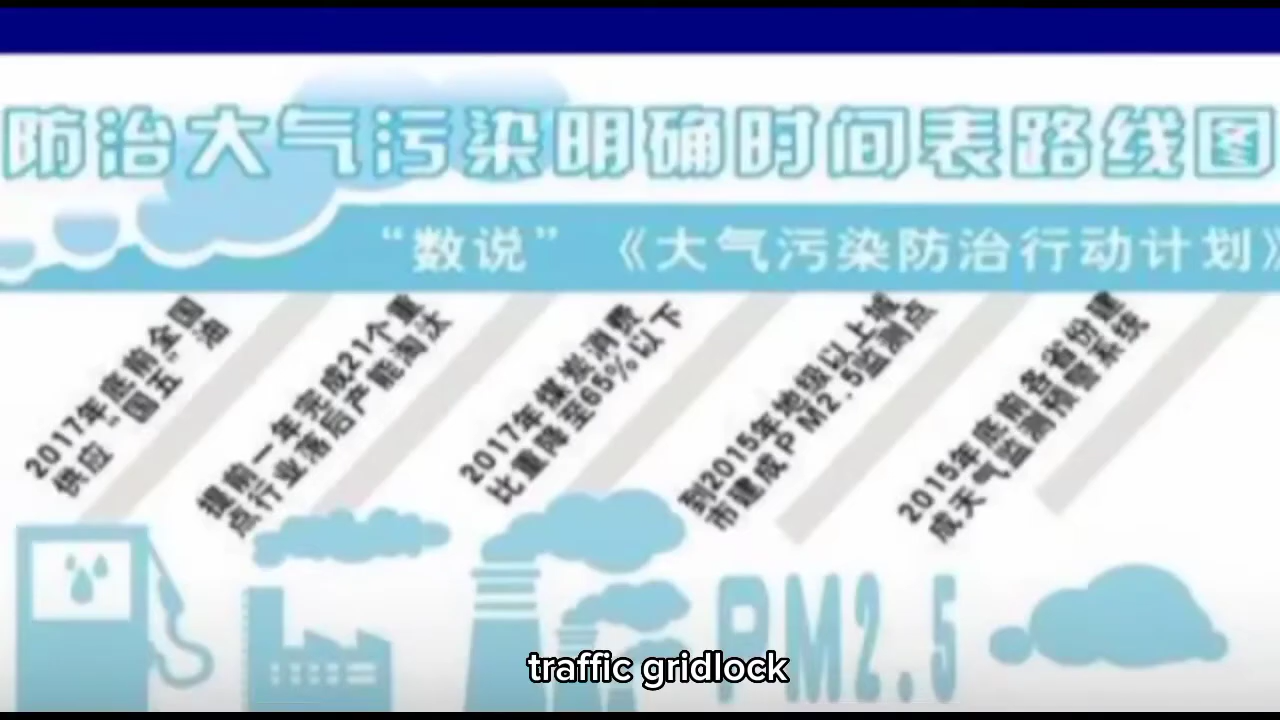 防治大气污染明确时间表路线图
“数说”《大气污染防治行动计划》
2017年底前全国
供应“国五”油
提前一年完成21个重
点行业落后产能淘汰
2017年煤炭消费
比重降至65%以下
到2015年地级以上城
市建成PM2.5监测点
2015年底前各省份建
成天气监测预警系统
PM2.5
traffic gridlock